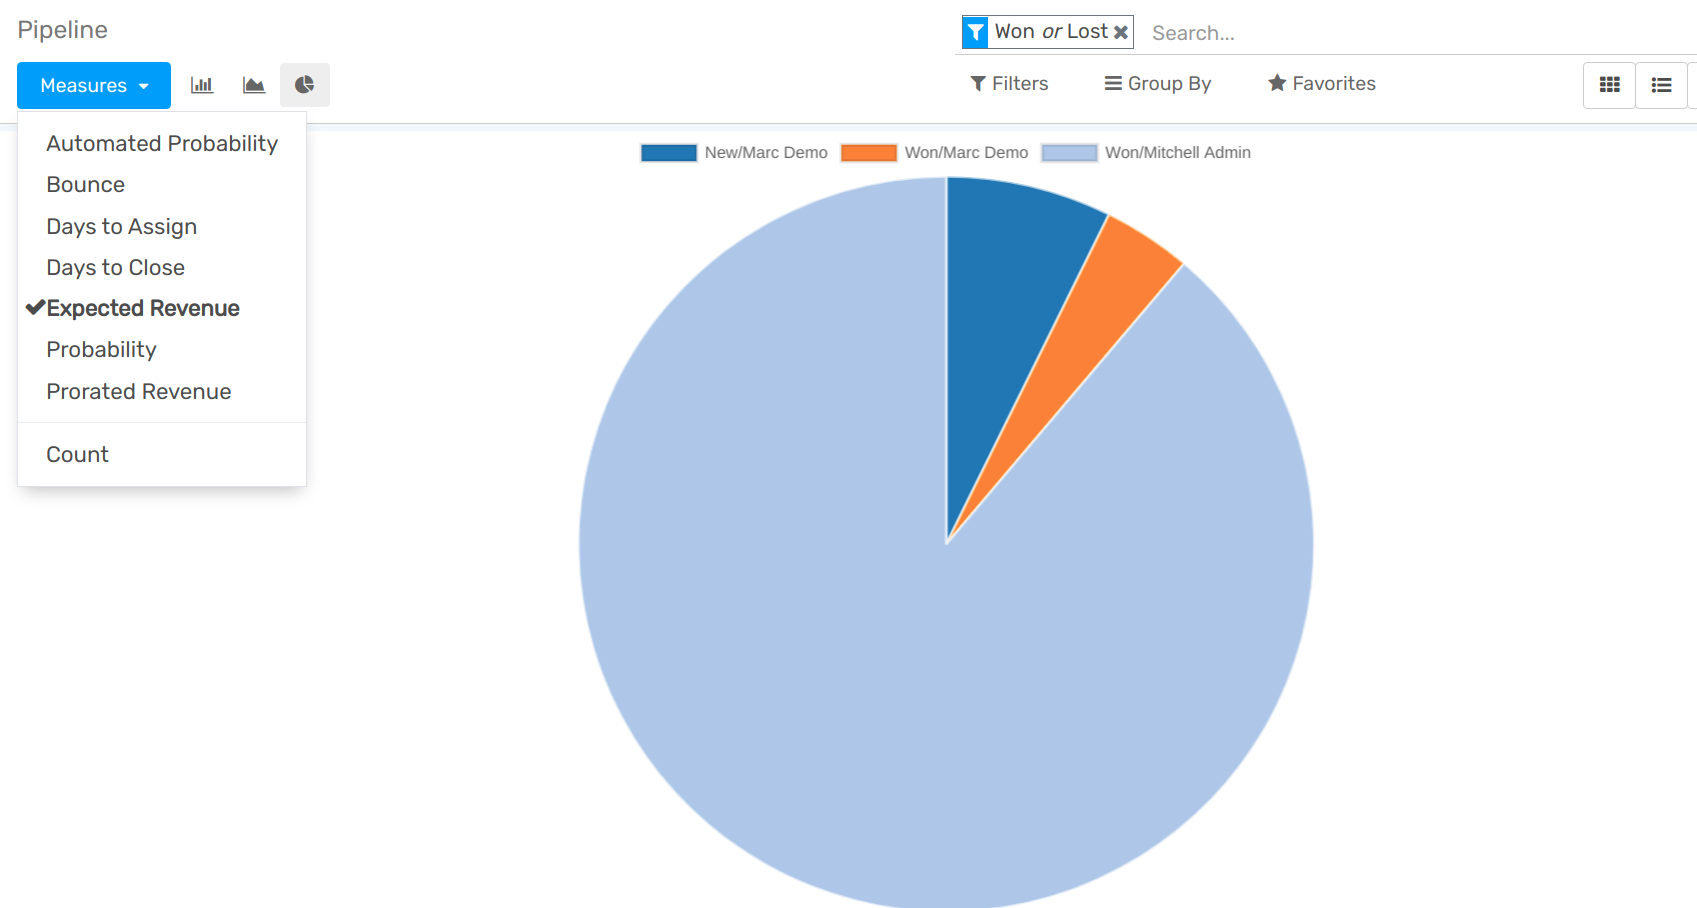 Pipeline
Won or Lost
Search...
Measures
Filters
Group By
Favorites
Automated Probability
Bounce
Days to Assign
Days to Close
Expected Revenue
Probability
Prorated Revenue
Count
New/Marc Demo
Won/Marc Demo
Won/Mitchell Admin